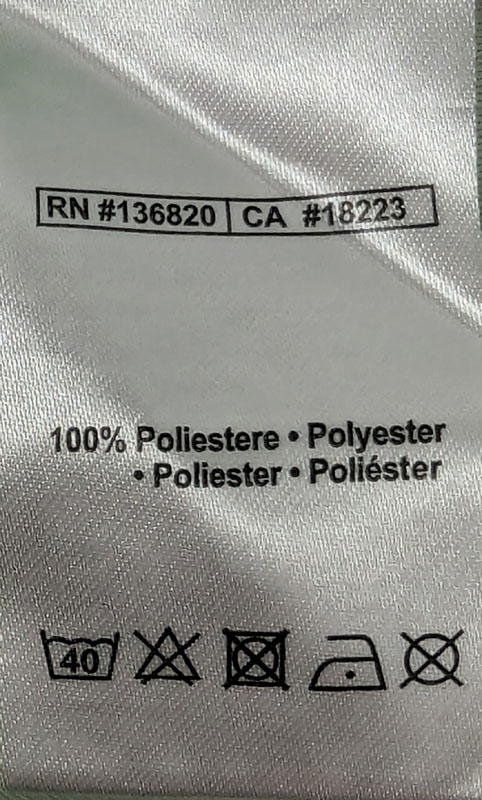 RN #136820 CA #18223
100% Poliestere • Polyester
• Poliester • Poliéster
40